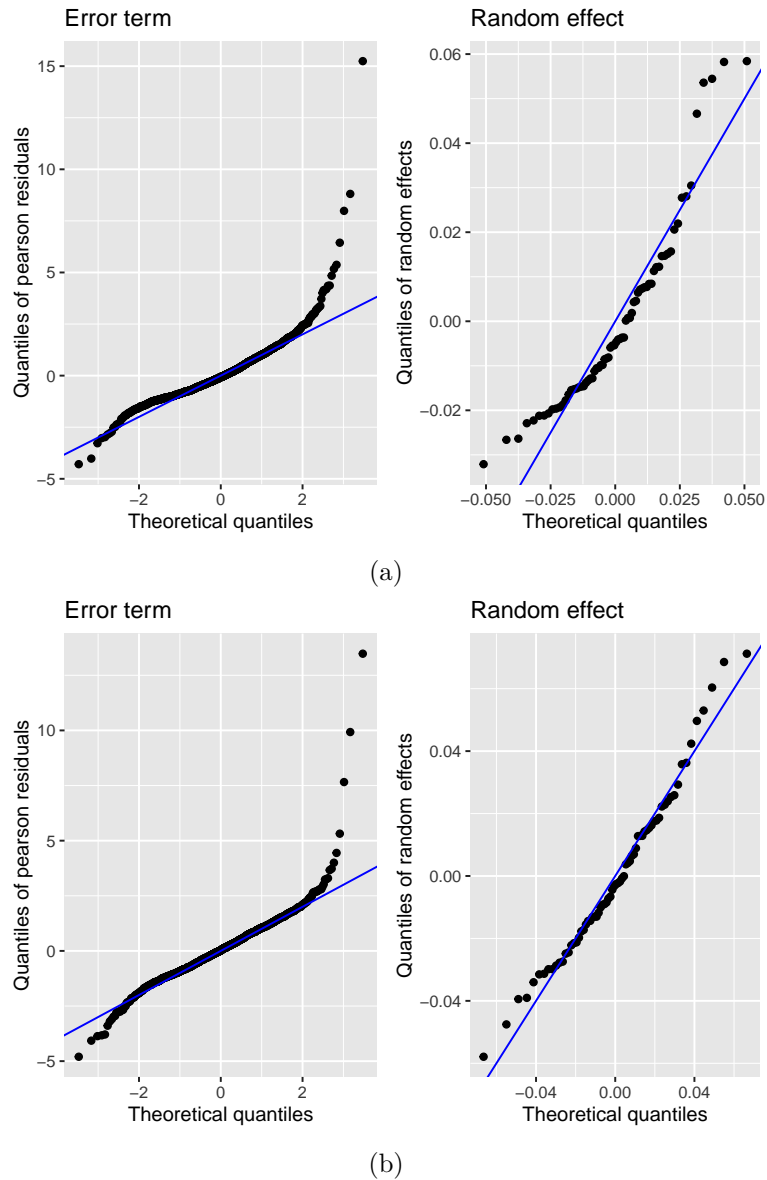 Error term
Random effect
15
10
5
0
−5
−2
0
2
Quantiles of pearson residuals
Theoretical quantiles
0.06
0.04
0.02
0.00
−0.02
−0.050
−0.025
0.000
0.025
0.050
Quantiles of random effects
Theoretical quantiles
(a)
Error term
Random effect
10
5
0
−5
−2
0
2
Quantiles of pearson residuals
Theoretical quantiles
0.04
0.00
−0.04
−0.04
0.00
0.04
Quantiles of random effects
Theoretical quantiles
(b)